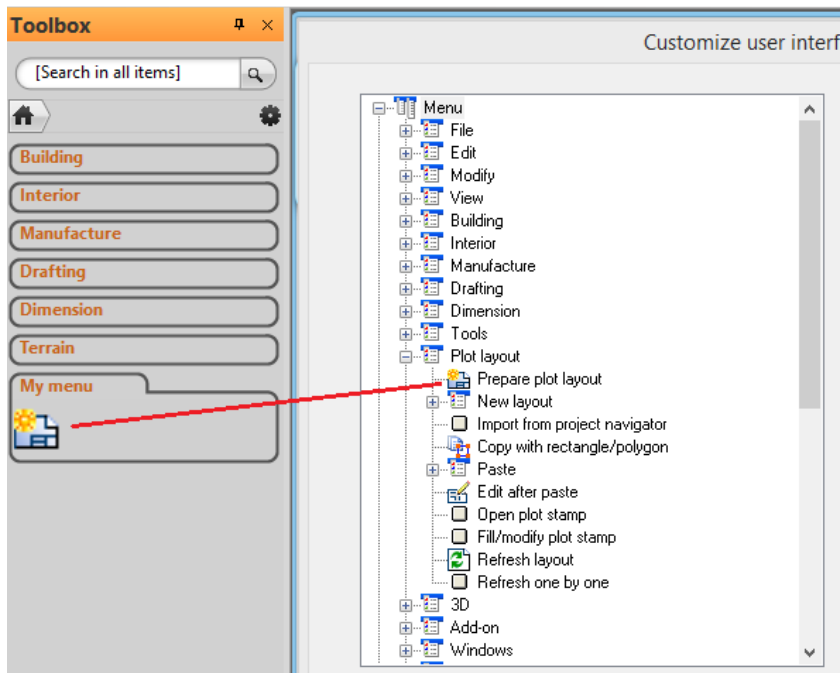 Toolbox
[Search in all items]
Building
Interior
Manufacture
Drafting
Dimension
Terrain
My menu
Customize user interf
Menu
File
Edit
Modify
View
Building
Interior
Manufacture
Drafting
Dimension
Tools
Plot layout
Prepare plot layout
New layout
Import from project navigator
Copy with rectangle/polygon
Paste
Edit after paste
Open plot stamp
Fill/modify plot stamp
Refresh layout
Refresh one by one
3D
Add-on
Windows